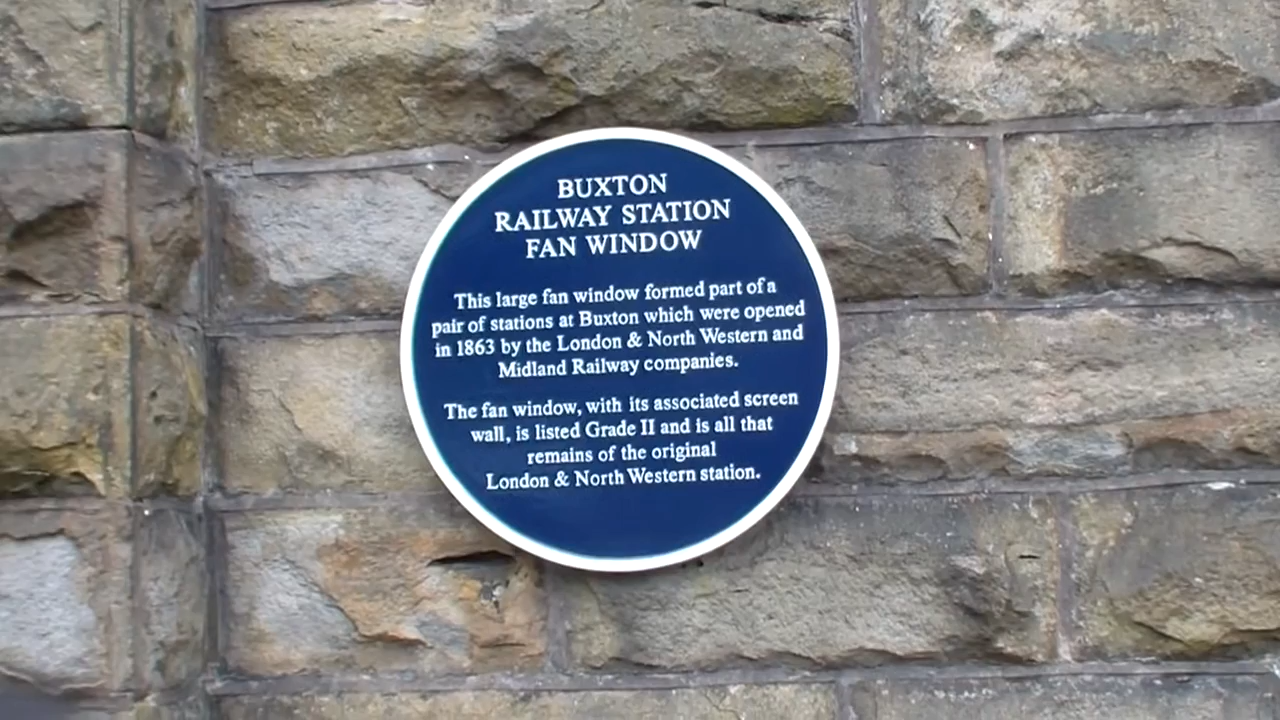 BUXTON
RAILWAY STATION
FAN WINDOW
This large fan window formed part of a
pair of stations at Buxton which were opened
in 1863 by the London & North Western and
Midland Railway companies.
The fan window, with its associated screen
wall, is listed Grade II and is all that
remains of the original
London & North Western station.